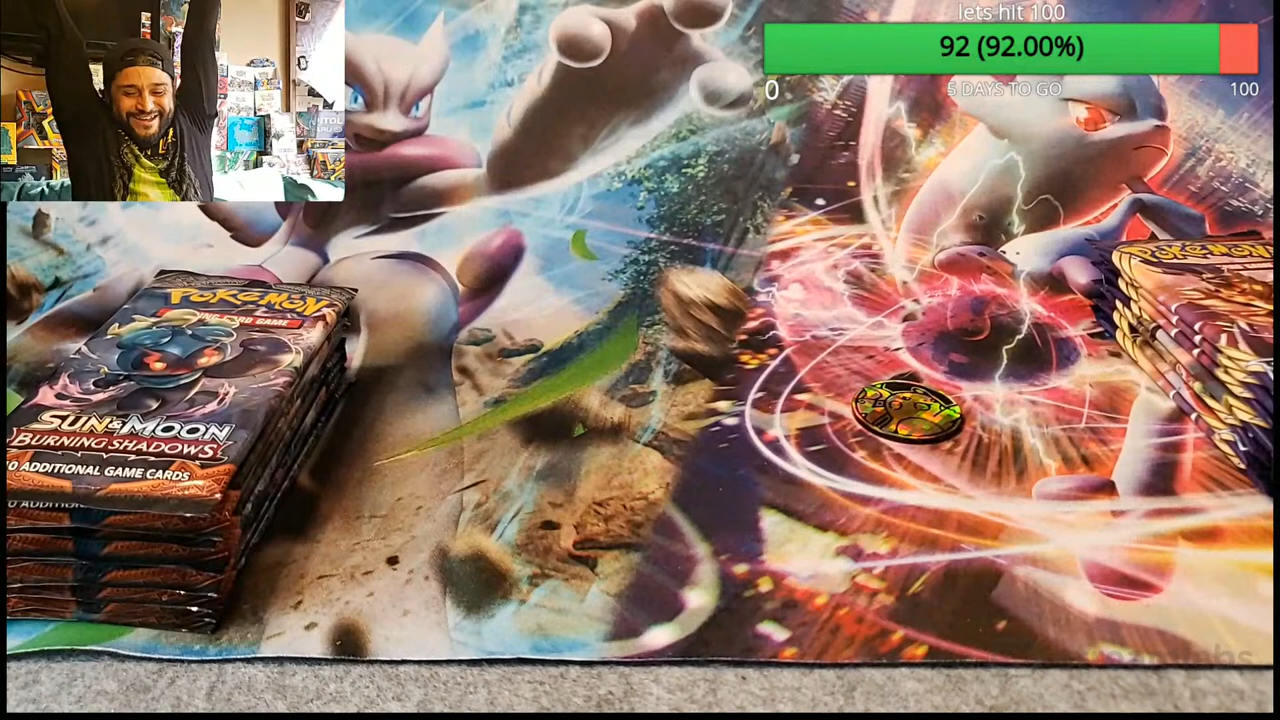 lets hit 100
92 (92.00%)
0
5 DAYS TO GO
100
POKÉMON
TRADING CARD GAME
SUN & MOON
BURNING SHADOWS
10 ADDITIONAL GAME CARDS
POKÉMON